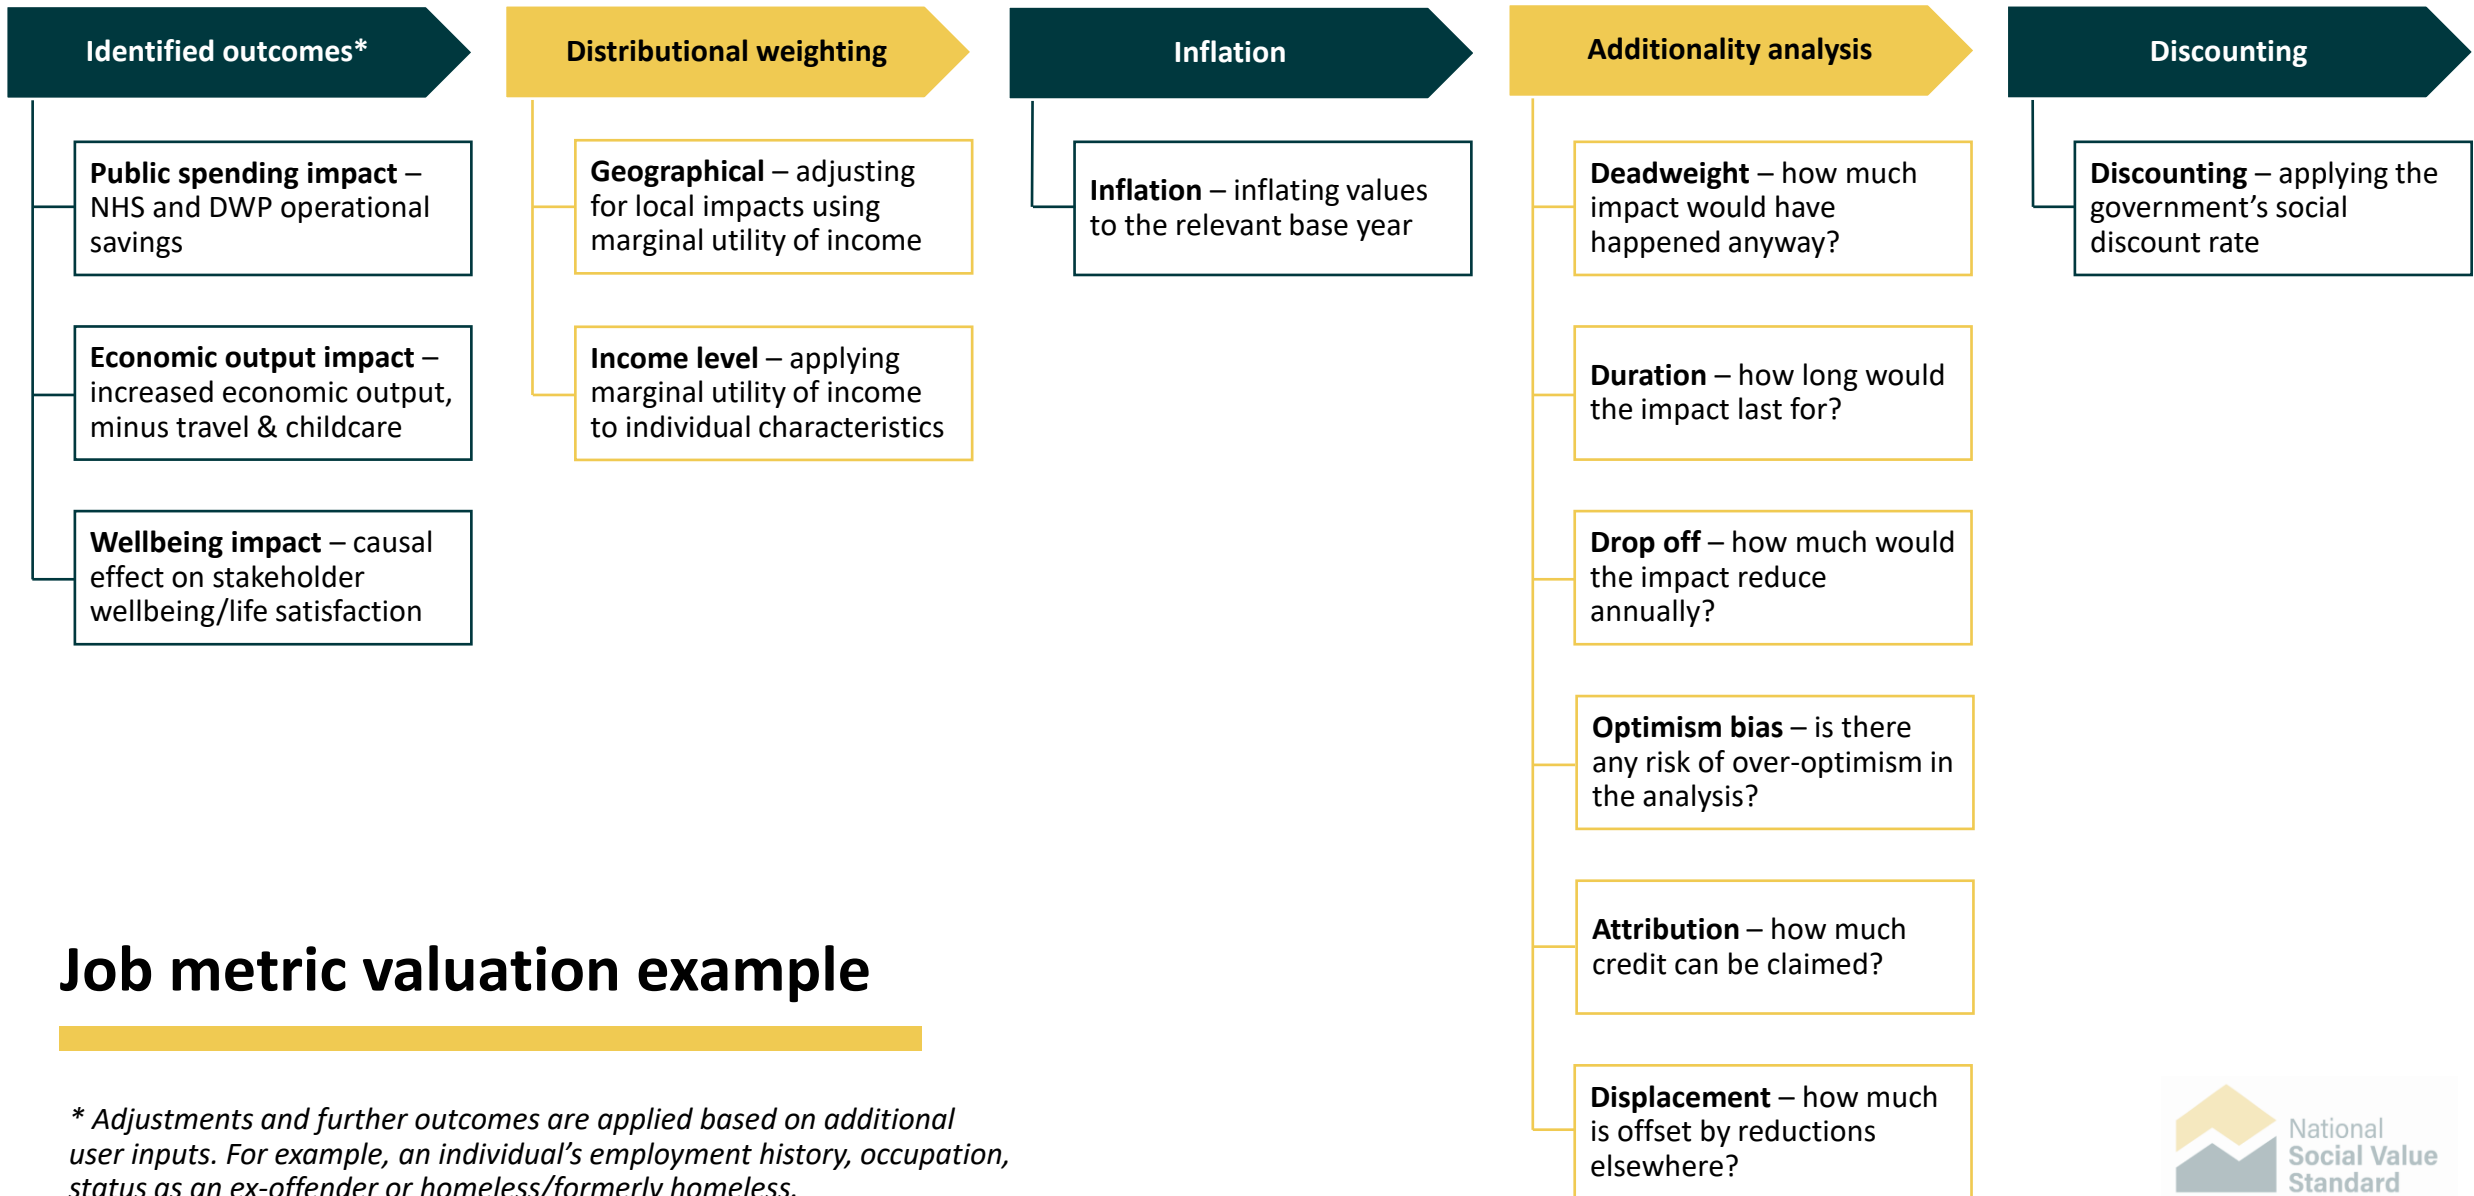 Identified outcomes*
Public spending impact –
NHS and DWP operational
savings
Economic output impact –
increased economic output,
minus travel & childcare
Wellbeing impact – causal
effect on stakeholder
wellbeing/life satisfaction
Distributional weighting
Geographical – adjusting
for local impacts using
marginal utility of income
Income level – applying
marginal utility of income
to individual characteristics
Inflation
Inflation – inflating values
to the relevant base year
Additionality analysis
Deadweight – how much
impact would have
happened anyway?
Duration – how long would
the impact last for?
Drop off – how much would
the impact reduce
annually?
Optimism bias – is there
any risk of over-optimism in
the analysis?
Attribution – how much
credit can be claimed?
Displacement – how much
is offset by reductions
elsewhere?
Discounting
Discounting – applying the
government’s social
discount rate
Job metric valuation example
* Adjustments and further outcomes are applied based on additional
user inputs. For example, an individual’s employment history, occupation,
status as an ex-offender or homeless/formerly homeless.
National
Social Value
Standard